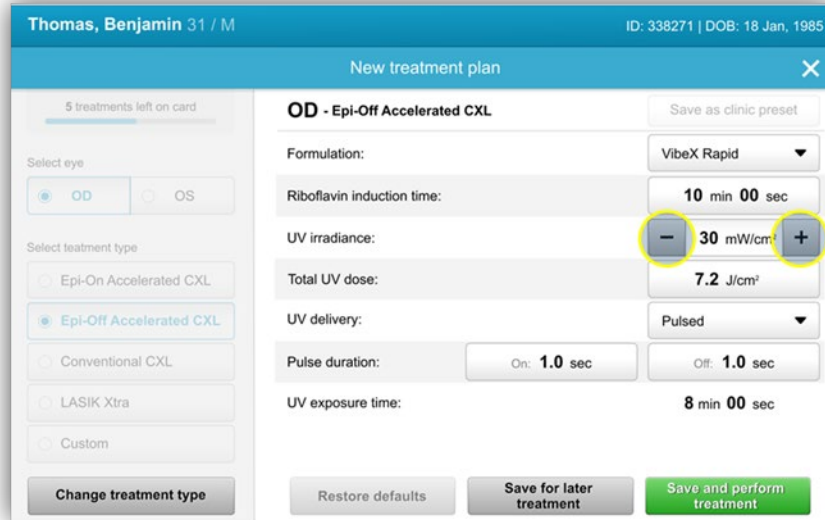 Thomas, Benjamin 31 / M
ID: 338271 | DOB: 18 Jan, 1985
New treatment plan
5 treatments left on card
Select eye
OD
OS
Select teatment type
Epi-On Accelerated CXL
Epi-Off Accelerated CXL
Conventional CXL
LASIK Xtra
Custom
Change treatment type
OD - Epi-Off Accelerated CXL
Save as clinic preset
Formulation: VibeX Rapid
Riboflavin induction time: 10 min 00 sec
UV irradiance: − 30 mW/cm² +
Total UV dose: 7.2 J/cm²
UV delivery: Pulsed
Pulse duration: On: 1.0 sec Off: 1.0 sec
UV exposure time: 8 min 00 sec
Restore defaults
Save for later
treatment
Save and perform
treatment